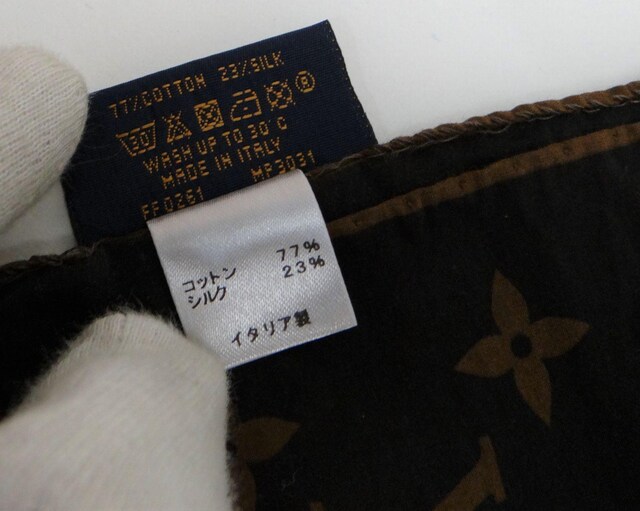 77%COTTON 23%SILK
30 P
WASH UP TO 30°C
MADE IN ITALY
FF0261 MP3031
コットン 77%
シルク 23%
イタリア製